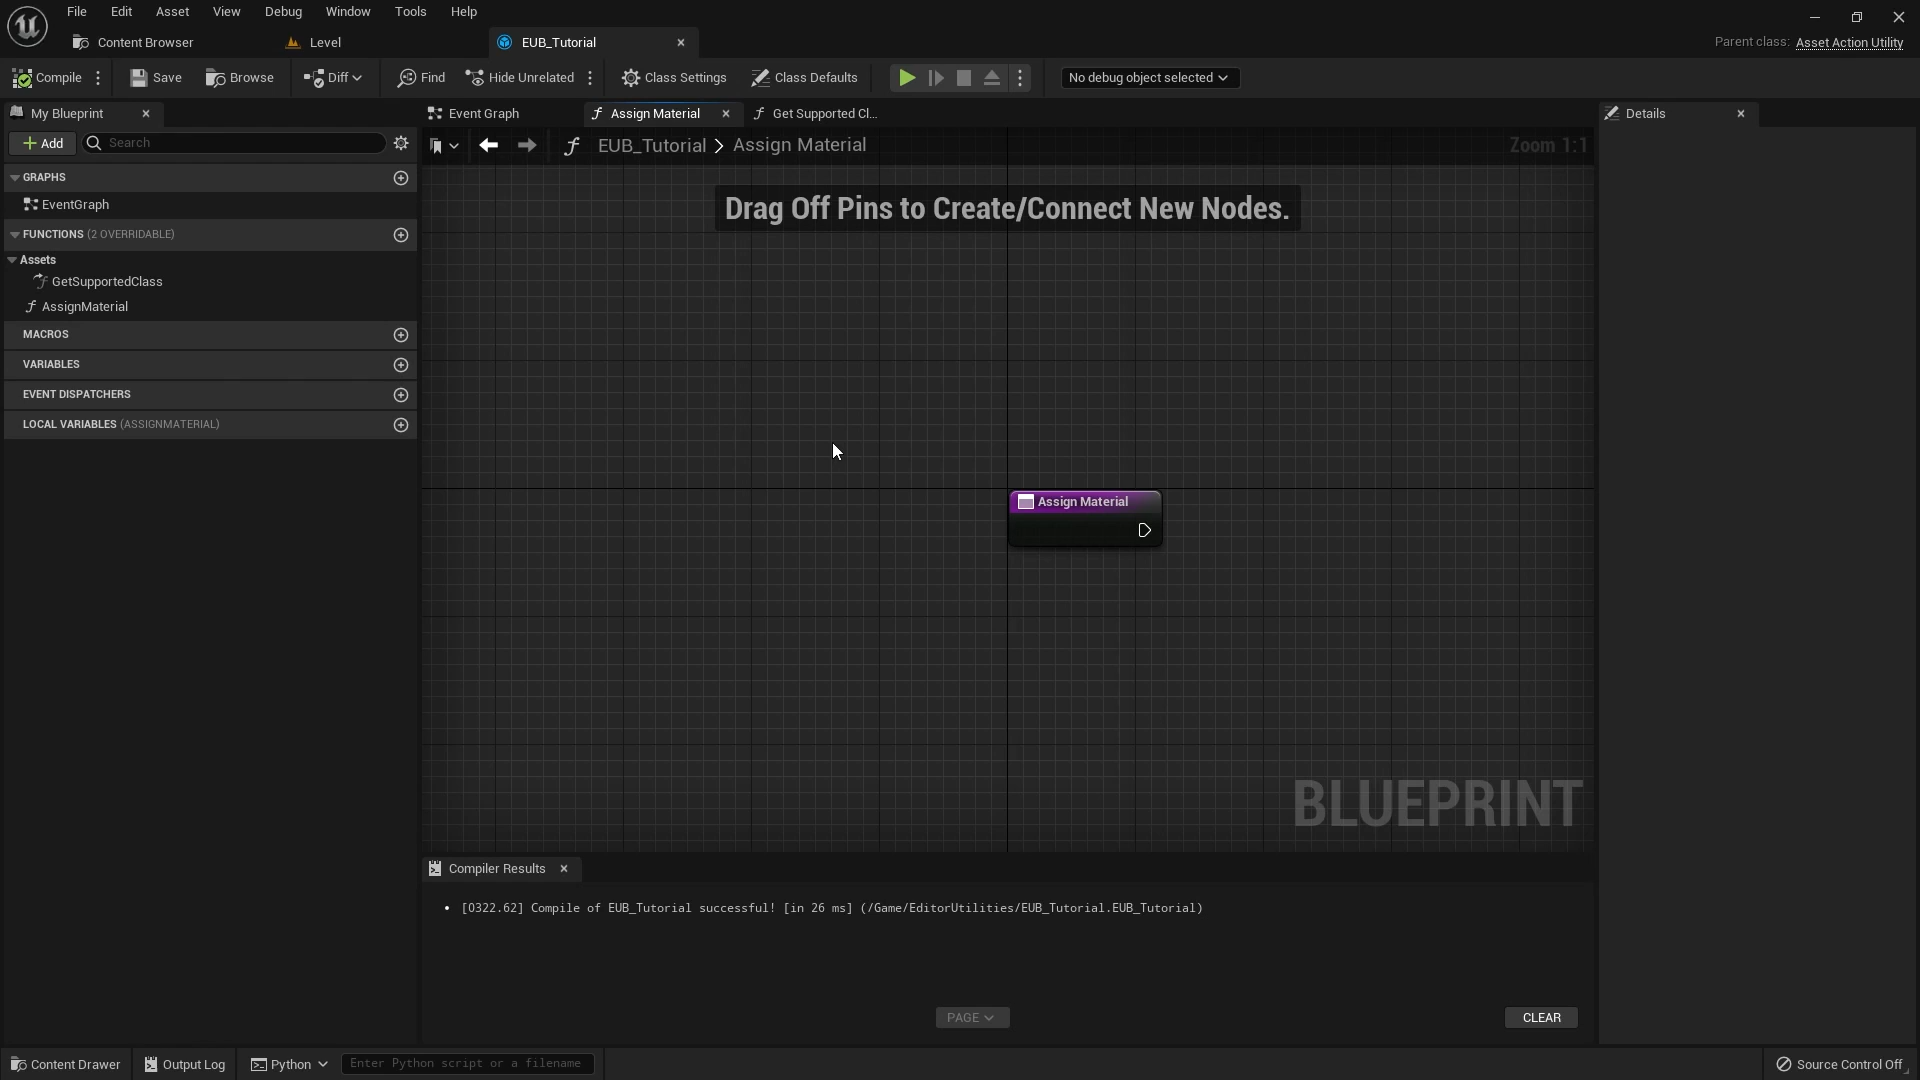 File Edit Asset View Debug Window Tools Help
Content Browser Level EUB_Tutorial
Parent class: Asset Action Utility
Compile Save Browse Diff Find Hide Unrelated Class Settings Class Defaults No debug object selected
My Blueprint
Event Graph Assign Material Get Supported Cl...
Details
Add Search
EUB_Tutorial > Assign Material
Zoom 1:1
GRAPHS
EventGraph
FUNCTIONS (2 OVERRIDABLE)
Assets
GetSupportedClass
AssignMaterial
MACROS
VARIABLES
EVENT DISPATCHERS
LOCAL VARIABLES (ASSIGNMATERIAL)
Drag Off Pins to Create/Connect New Nodes.
Assign Material
BLUEPRINT
Compiler Results
• [0322.62] Compile of EUB_Tutorial successful! [in 26 ms] (/Game/EditorUtilities/EUB_Tutorial.EUB_Tutorial)
PAGE
CLEAR
Content Drawer Output Log Python Enter Python script or a filename
Source Control Off